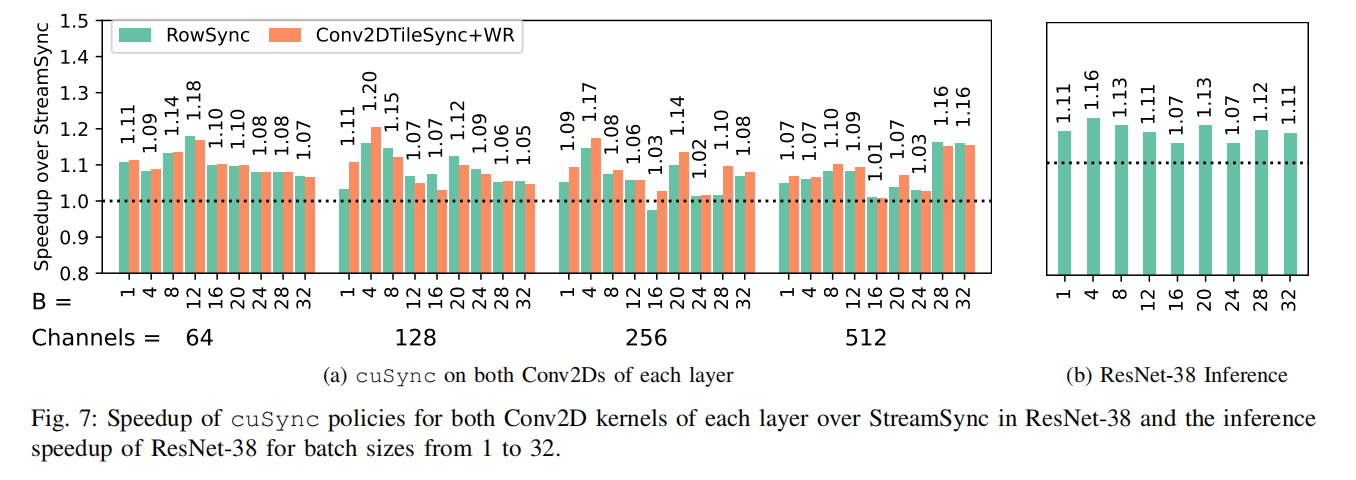 Speedup over StreamSync
1.5
1.4
1.3
1.2
1.1
1.0
0.9
0.8
RowSync Conv2DTileSync+WR
1.11 1.09 1.14 1.18 1.10 1.10 1.08 1.08 1.07
1.11 1.20 1.15 1.07 1.07 1.12 1.09 1.06 1.05
1.09 1.17 1.08 1.06 1.03 1.14 1.02 1.10 1.08
1.07 1.07 1.10 1.09 1.01 1.07 1.03 1.16 1.16
B =
1 4 8 12 16 20 24 28 32
1 4 8 12 16 20 24 28 32
1 4 8 12 16 20 24 28 32
1 4 8 12 16 20 24 28 32
Channels = 64 128 256 512
(a) cuSync on both Conv2Ds of each layer
1.11 1.16 1.13 1.11 1.07 1.13 1.07 1.12 1.11
1 4 8 12 16 20 24 28 32
(b) ResNet-38 Inference
Fig. 7: Speedup of cuSync policies for both Conv2D kernels of each layer over StreamSync in ResNet-38 and the inference
speedup of ResNet-38 for batch sizes from 1 to 32.